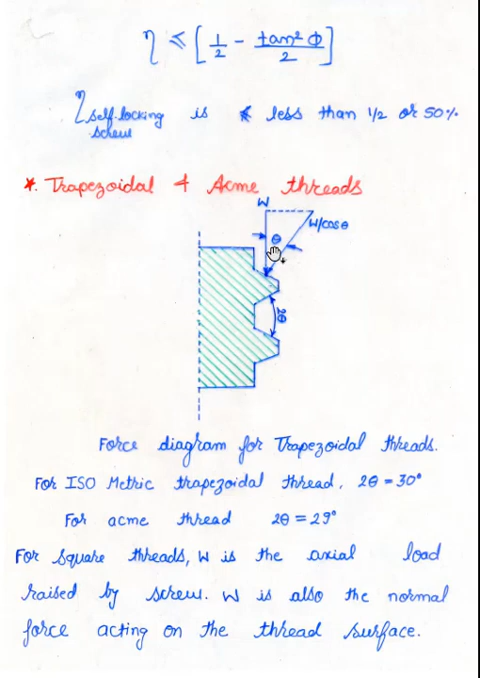 η ≤ [1/2 - tan²Φ/2]
η self-locking screw is less than 1/2 or 50%
*. Trapezoidal & Acme threads
W
W/cosθ
θ
2θ
Force diagram for Trapezoidal threads.
For ISO Metric trapezoidal thread, 2θ = 30°
For acme thread 2θ = 29°
For square threads, W is the axial load
raised by screw. W is also the normal
force acting on the thread surface.